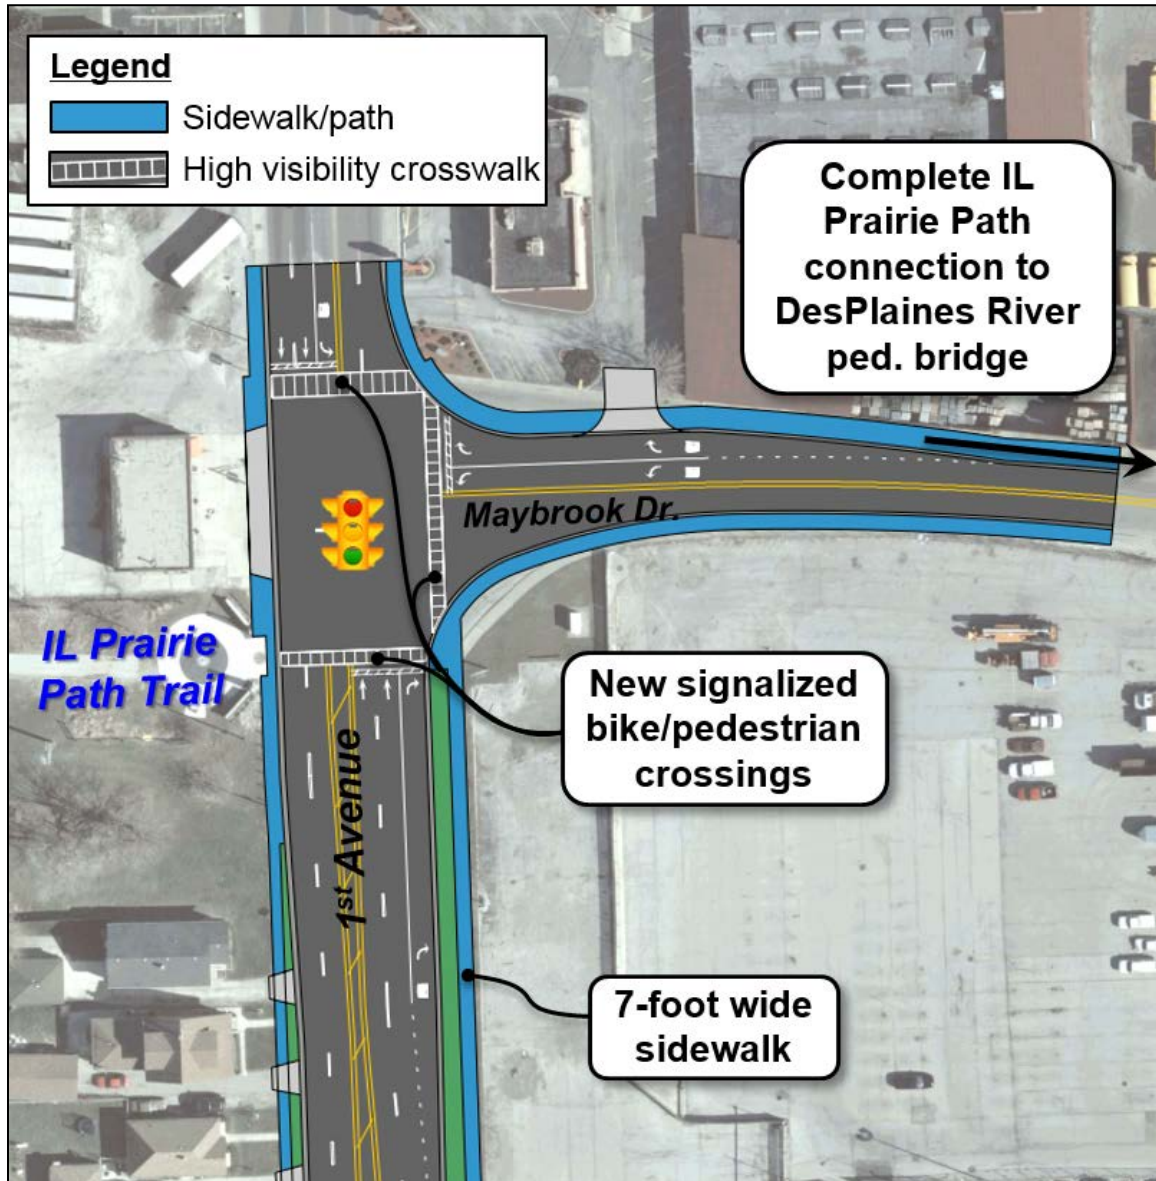 Legend
Sidewalk/path
High visibility crosswalk
Complete IL
Prairie Path
connection to
DesPlaines River
ped. bridge
Maybrook Dr.
IL Prairie
Path Trail
New signalized
bike/pedestrian
crossings
1st Avenue
7-foot wide
sidewalk